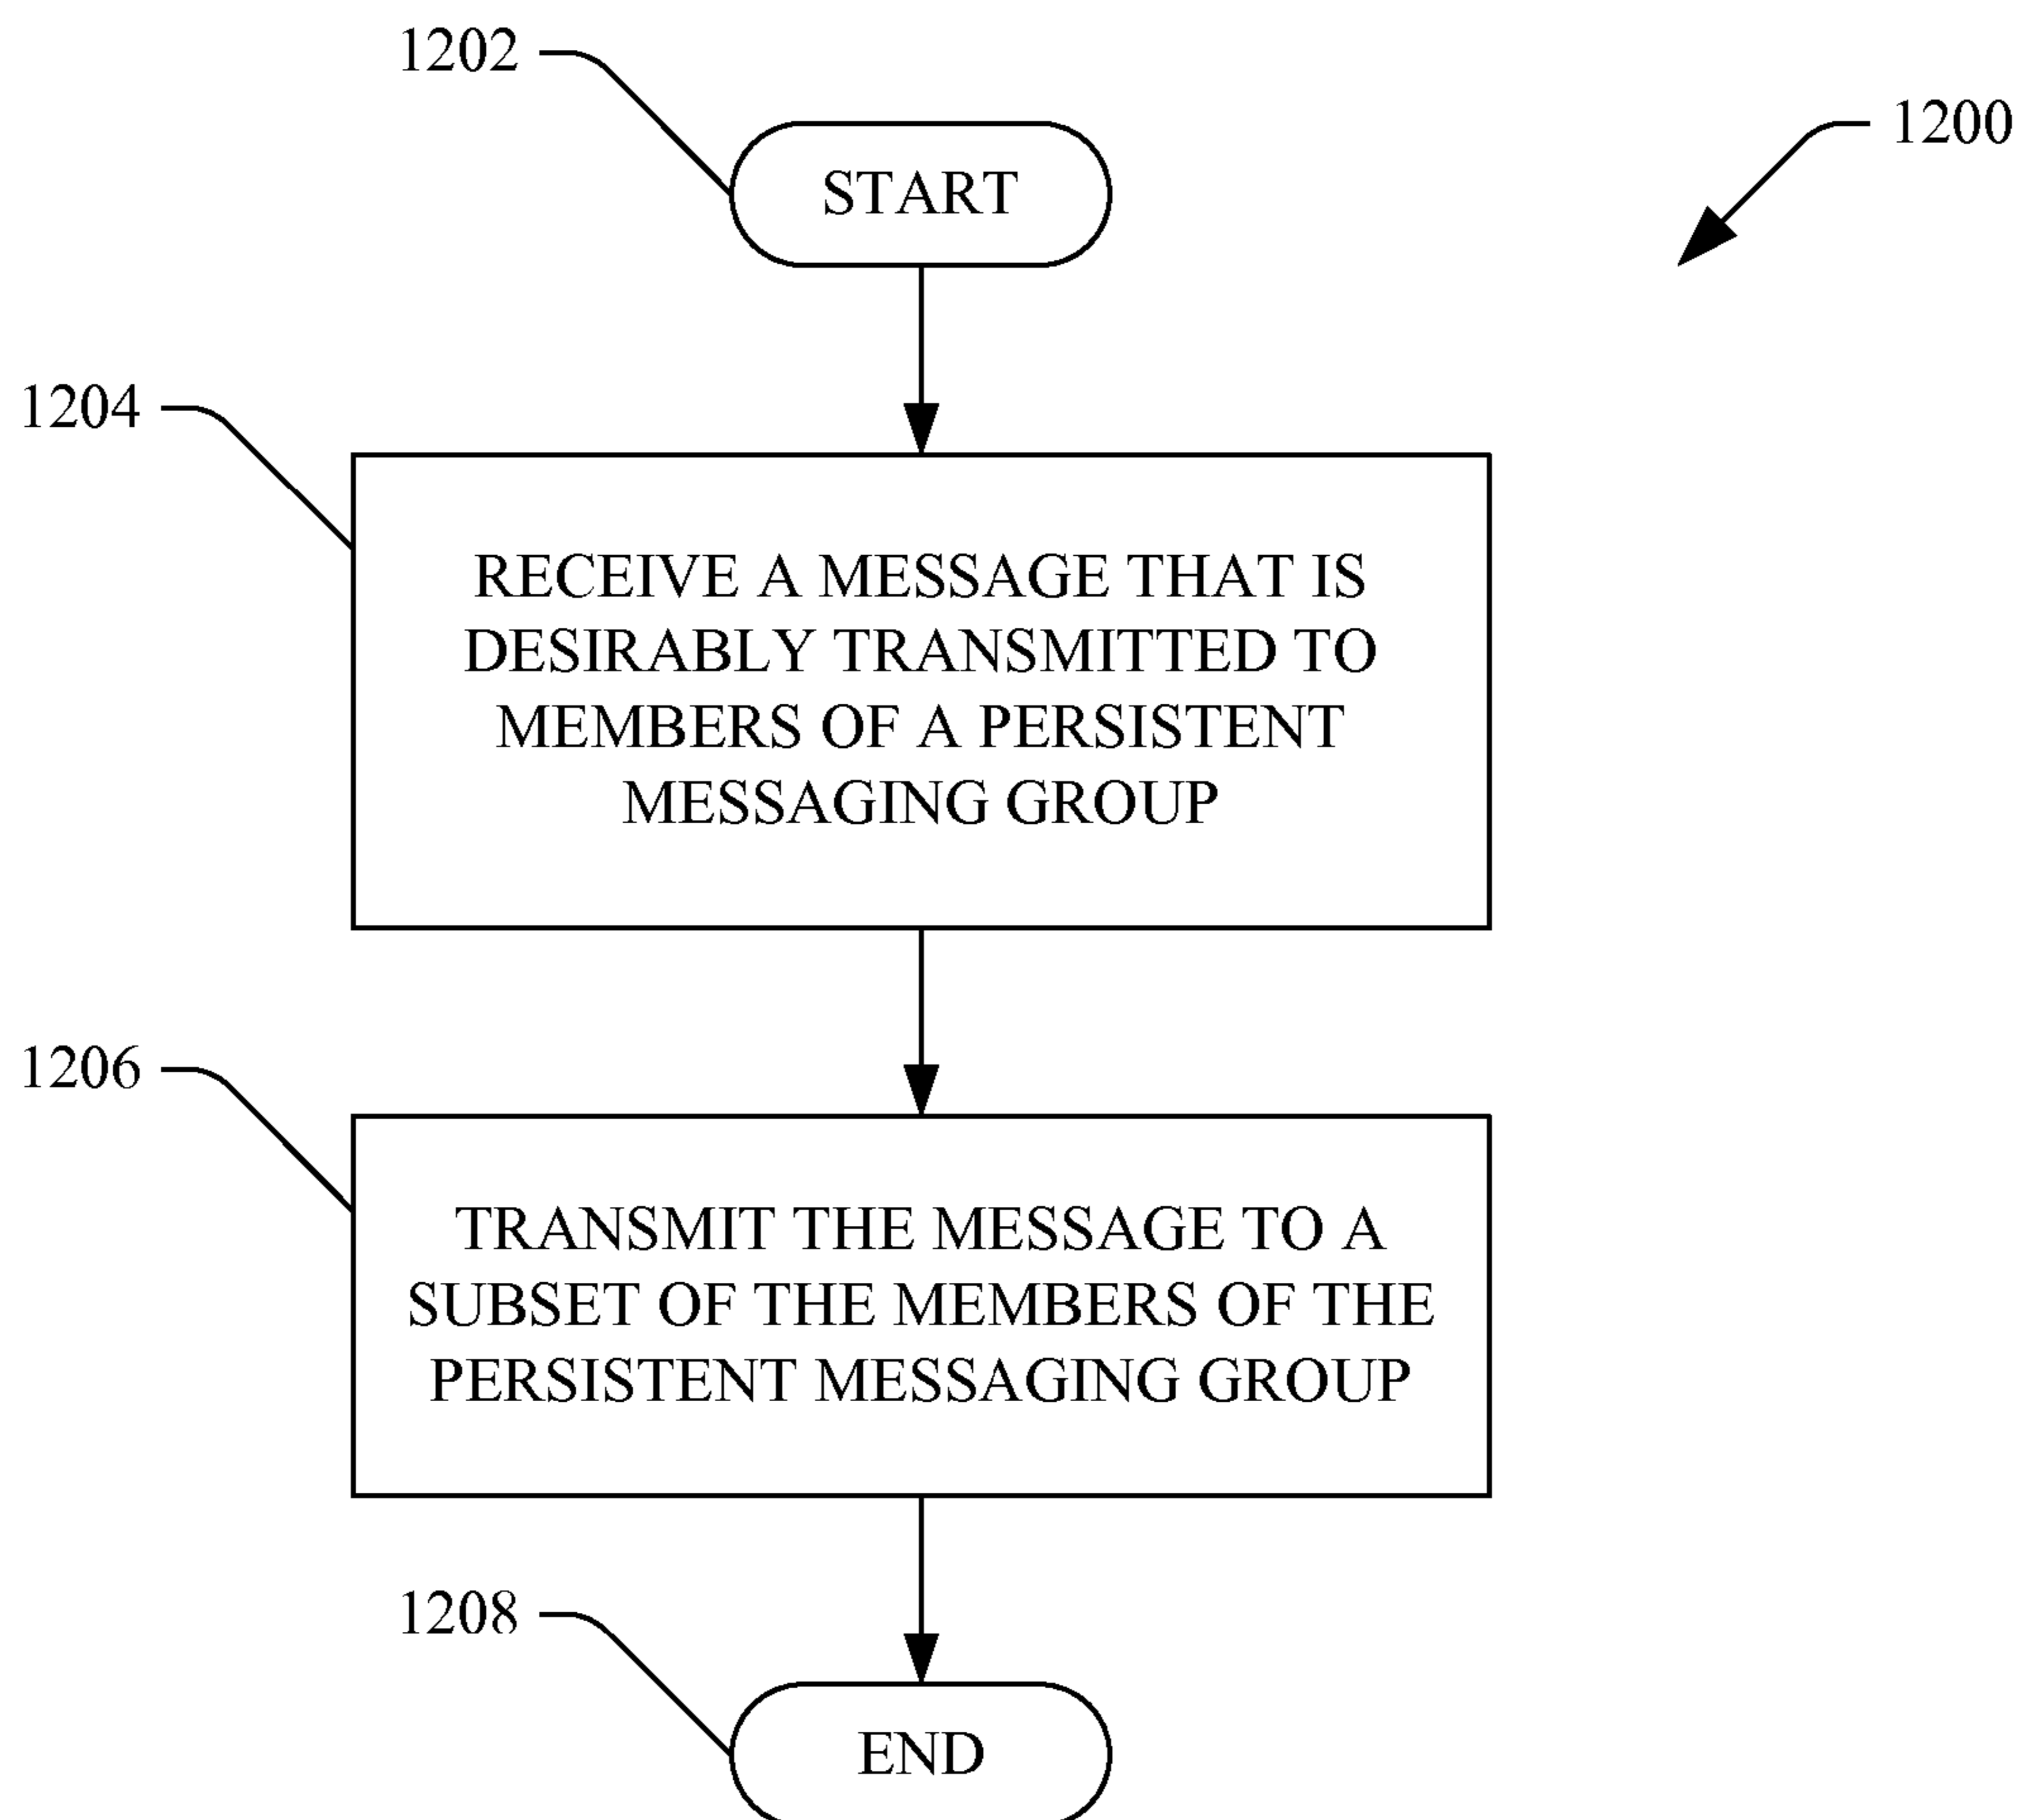 1202
1200
START
1204
RECEIVE A MESSAGE THAT IS
DESIRABLY TRANSMITTED TO
MEMBERS OF A PERSISTENT
MESSAGING GROUP
1206
TRANSMIT THE MESSAGE TO A
SUBSET OF THE MEMBERS OF THE
PERSISTENT MESSAGING GROUP
1208
END